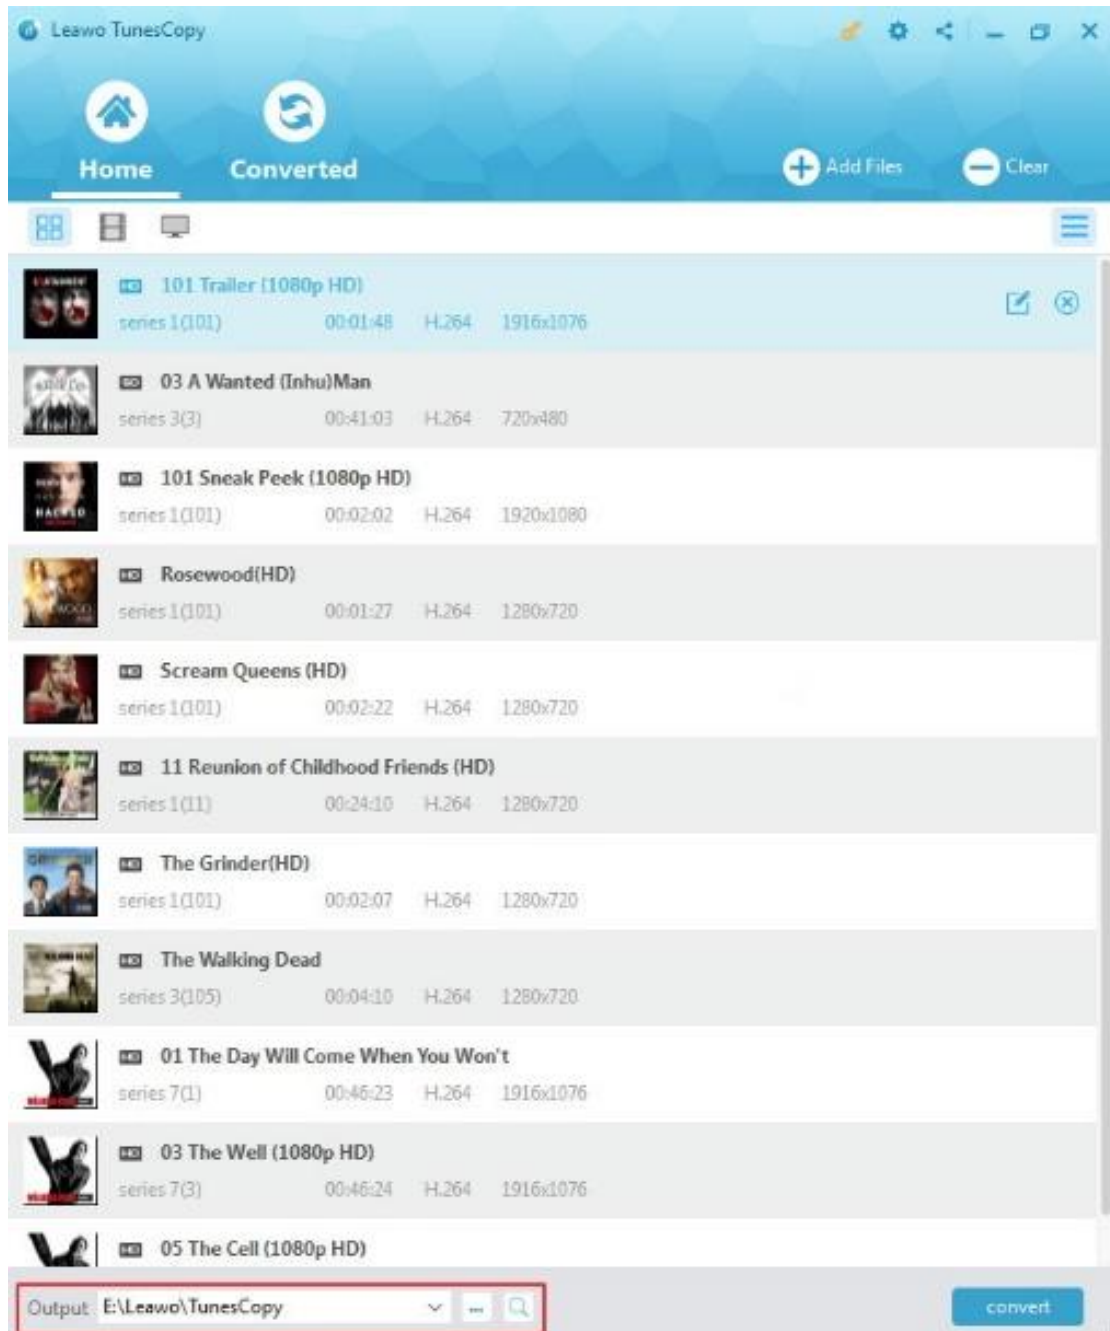 Leawo TunesCopy
Home
Converted
Add Files
Clear
101 Trailer (1080p HD)
series 1(101) 00:01:48 H.264 1916x1076
03 A Wanted (Inhu)Man
series 3(3) 00:41:03 H.264 720x480
101 Sneak Peek (1080p HD)
series 1(101) 00:02:02 H.264 1920x1080
HACKED
Rosewood(HD)
series 1(101) 00:01:27 H.264 1280x720
Scream Queens (HD)
series 1(101) 00:02:22 H.264 1280x720
11 Reunion of Childhood Friends (HD)
series 1(11) 00:24:10 H.264 1280x720
The Grinder(HD)
series 1(101) 00:02:07 H.264 1280x720
The Walking Dead
series 3(105) 00:04:10 H.264 1280x720
01 The Day Will Come When You Won't
series 7(1) 00:46:23 H.264 1916x1076
03 The Well (1080p HD)
series 7(3) 00:46:24 H.264 1916x1076
05 The Cell (1080p HD)
Output E:\Leawo\TunesCopy ...
convert